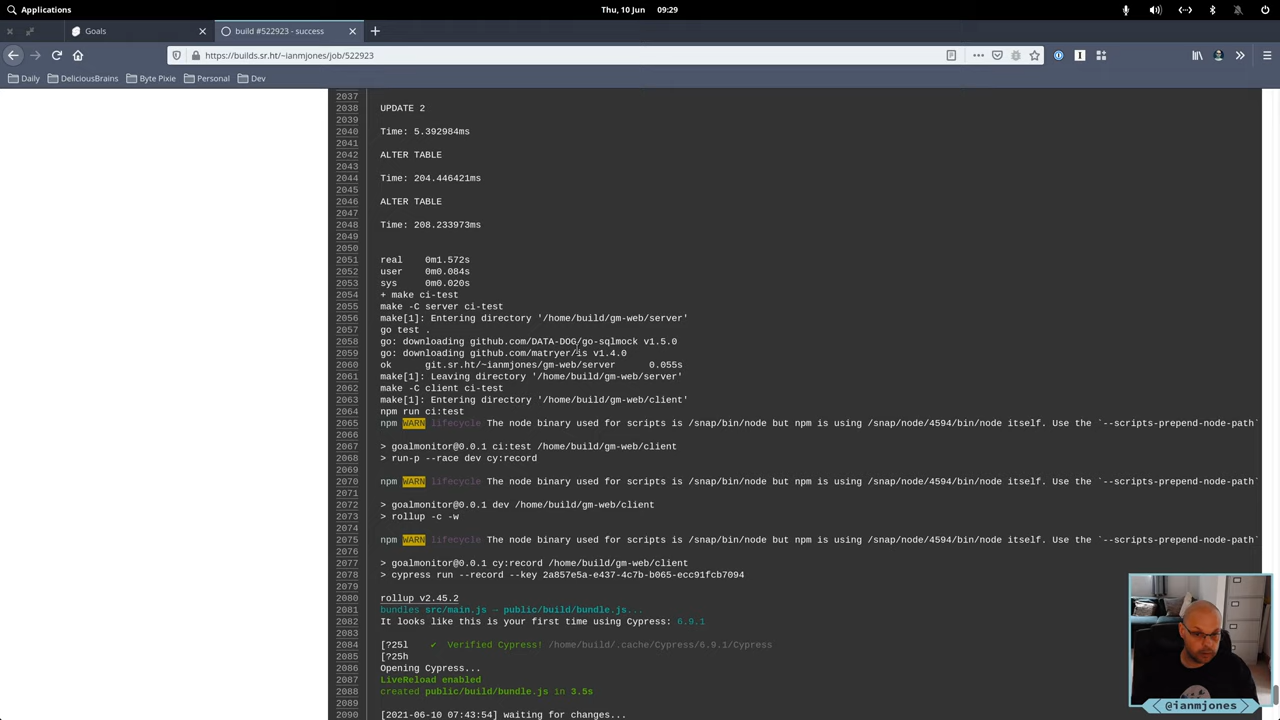 Applications
Thu, 10 Jun 09:29
Goals
build #522923 - success
https://builds.sr.ht/~ianmjones/job/522923
Daily
DeliciousBrains
Byte Pixie
Personal
Dev
2037
2038 UPDATE 2
2039
2040 Time: 5.392984ms
2041
2042 ALTER TABLE
2043
2044 Time: 204.446421ms
2045
2046 ALTER TABLE
2047
2048 Time: 208.233973ms
2049
2050
2051 real 0m1.572s
2052 user 0m0.084s
2053 sys 0m0.020s
2054 + make ci-test
2055 make -C server ci-test
2056 make[1]: Entering directory '/home/build/gm-web/server'
2057 go test .
2058 go: downloading github.com/DATA-DOG/go-sqlmock v1.5.0
2059 go: downloading github.com/matryer/is v1.4.0
2060 ok git.sr.ht/~ianmjones/gm-web/server 0.055s
2061 make[1]: Leaving directory '/home/build/gm-web/server'
2062 make -C client ci-test
2063 make[1]: Entering directory '/home/build/gm-web/client'
2064 npm run ci:test
2065 npm WARN lifecycle The node binary used for scripts is /snap/bin/node but npm is using /snap/node/4594/bin/node itself. Use the `--scripts-prepend-node-path`
2066
2067 > goalmonitor@0.0.1 ci:test /home/build/gm-web/client
2068 > run-p --race dev cy:record
2069
2070 npm WARN lifecycle The node binary used for scripts is /snap/bin/node but npm is using /snap/node/4594/bin/node itself. Use the `--scripts-prepend-node-path`
2071
2072 > goalmonitor@0.0.1 dev /home/build/gm-web/client
2073 > rollup -c -w
2074
2075 npm WARN lifecycle The node binary used for scripts is /snap/bin/node but npm is using /snap/node/4594/bin/node itself. Use the `--scripts-prepend-node-path`
2076
2077 > goalmonitor@0.0.1 cy:record /home/build/gm-web/client
2078 > cypress run --record --key 2a857e5a-e437-4c7b-b065-ecc91fcb7094
2079
2080 rollup v2.45.2
2081 bundles src/main.js → public/build/bundle.js...
2082 It looks like this is your first time using Cypress: 6.9.1
2083
2084 [?25l ✔ Verified Cypress! /home/build/.cache/Cypress/6.9.1/Cypress
2085 [?25h
2086 Opening Cypress...
2087 LiveReload enabled
2088 created public/build/bundle.js in 3.5s
2089
2090 [2021-06-10 07:43:54] waiting for changes...
@ianmjones